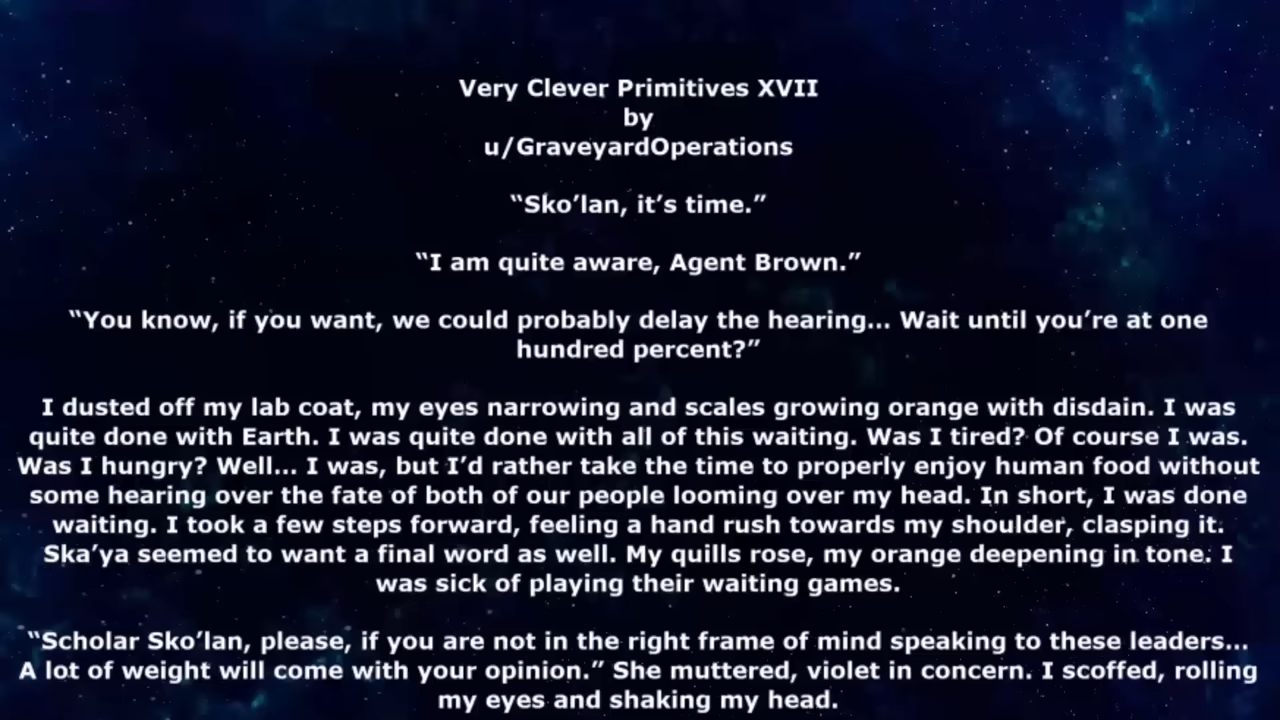 Very Clever Primitives XVII
by
u/GraveyardOperations
“Sko’lan, it’s time.”
“I am quite aware, Agent Brown.”
“You know, if you want, we could probably delay the hearing... Wait until you’re at one
hundred percent?”
I dusted off my lab coat, my eyes narrowing and scales growing orange with disdain. I was
quite done with Earth. I was quite done with all of this waiting. Was I tired? Of course I was.
Was I hungry? Well... I was, but I’d rather take the time to properly enjoy human food without
some hearing over the fate of both of our people looming over my head. In short, I was done
waiting. I took a few steps forward, feeling a hand rush towards my shoulder, clasping it.
Ska’ya seemed to want a final word as well. My quills rose, my orange deepening in tone. I
was sick of playing their waiting games.
“Scholar Sko’lan, please, if you are not in the right frame of mind speaking to these leaders...
A lot of weight will come with your opinion.” She muttered, violet in concern. I scoffed, rolling
my eyes and shaking my head.